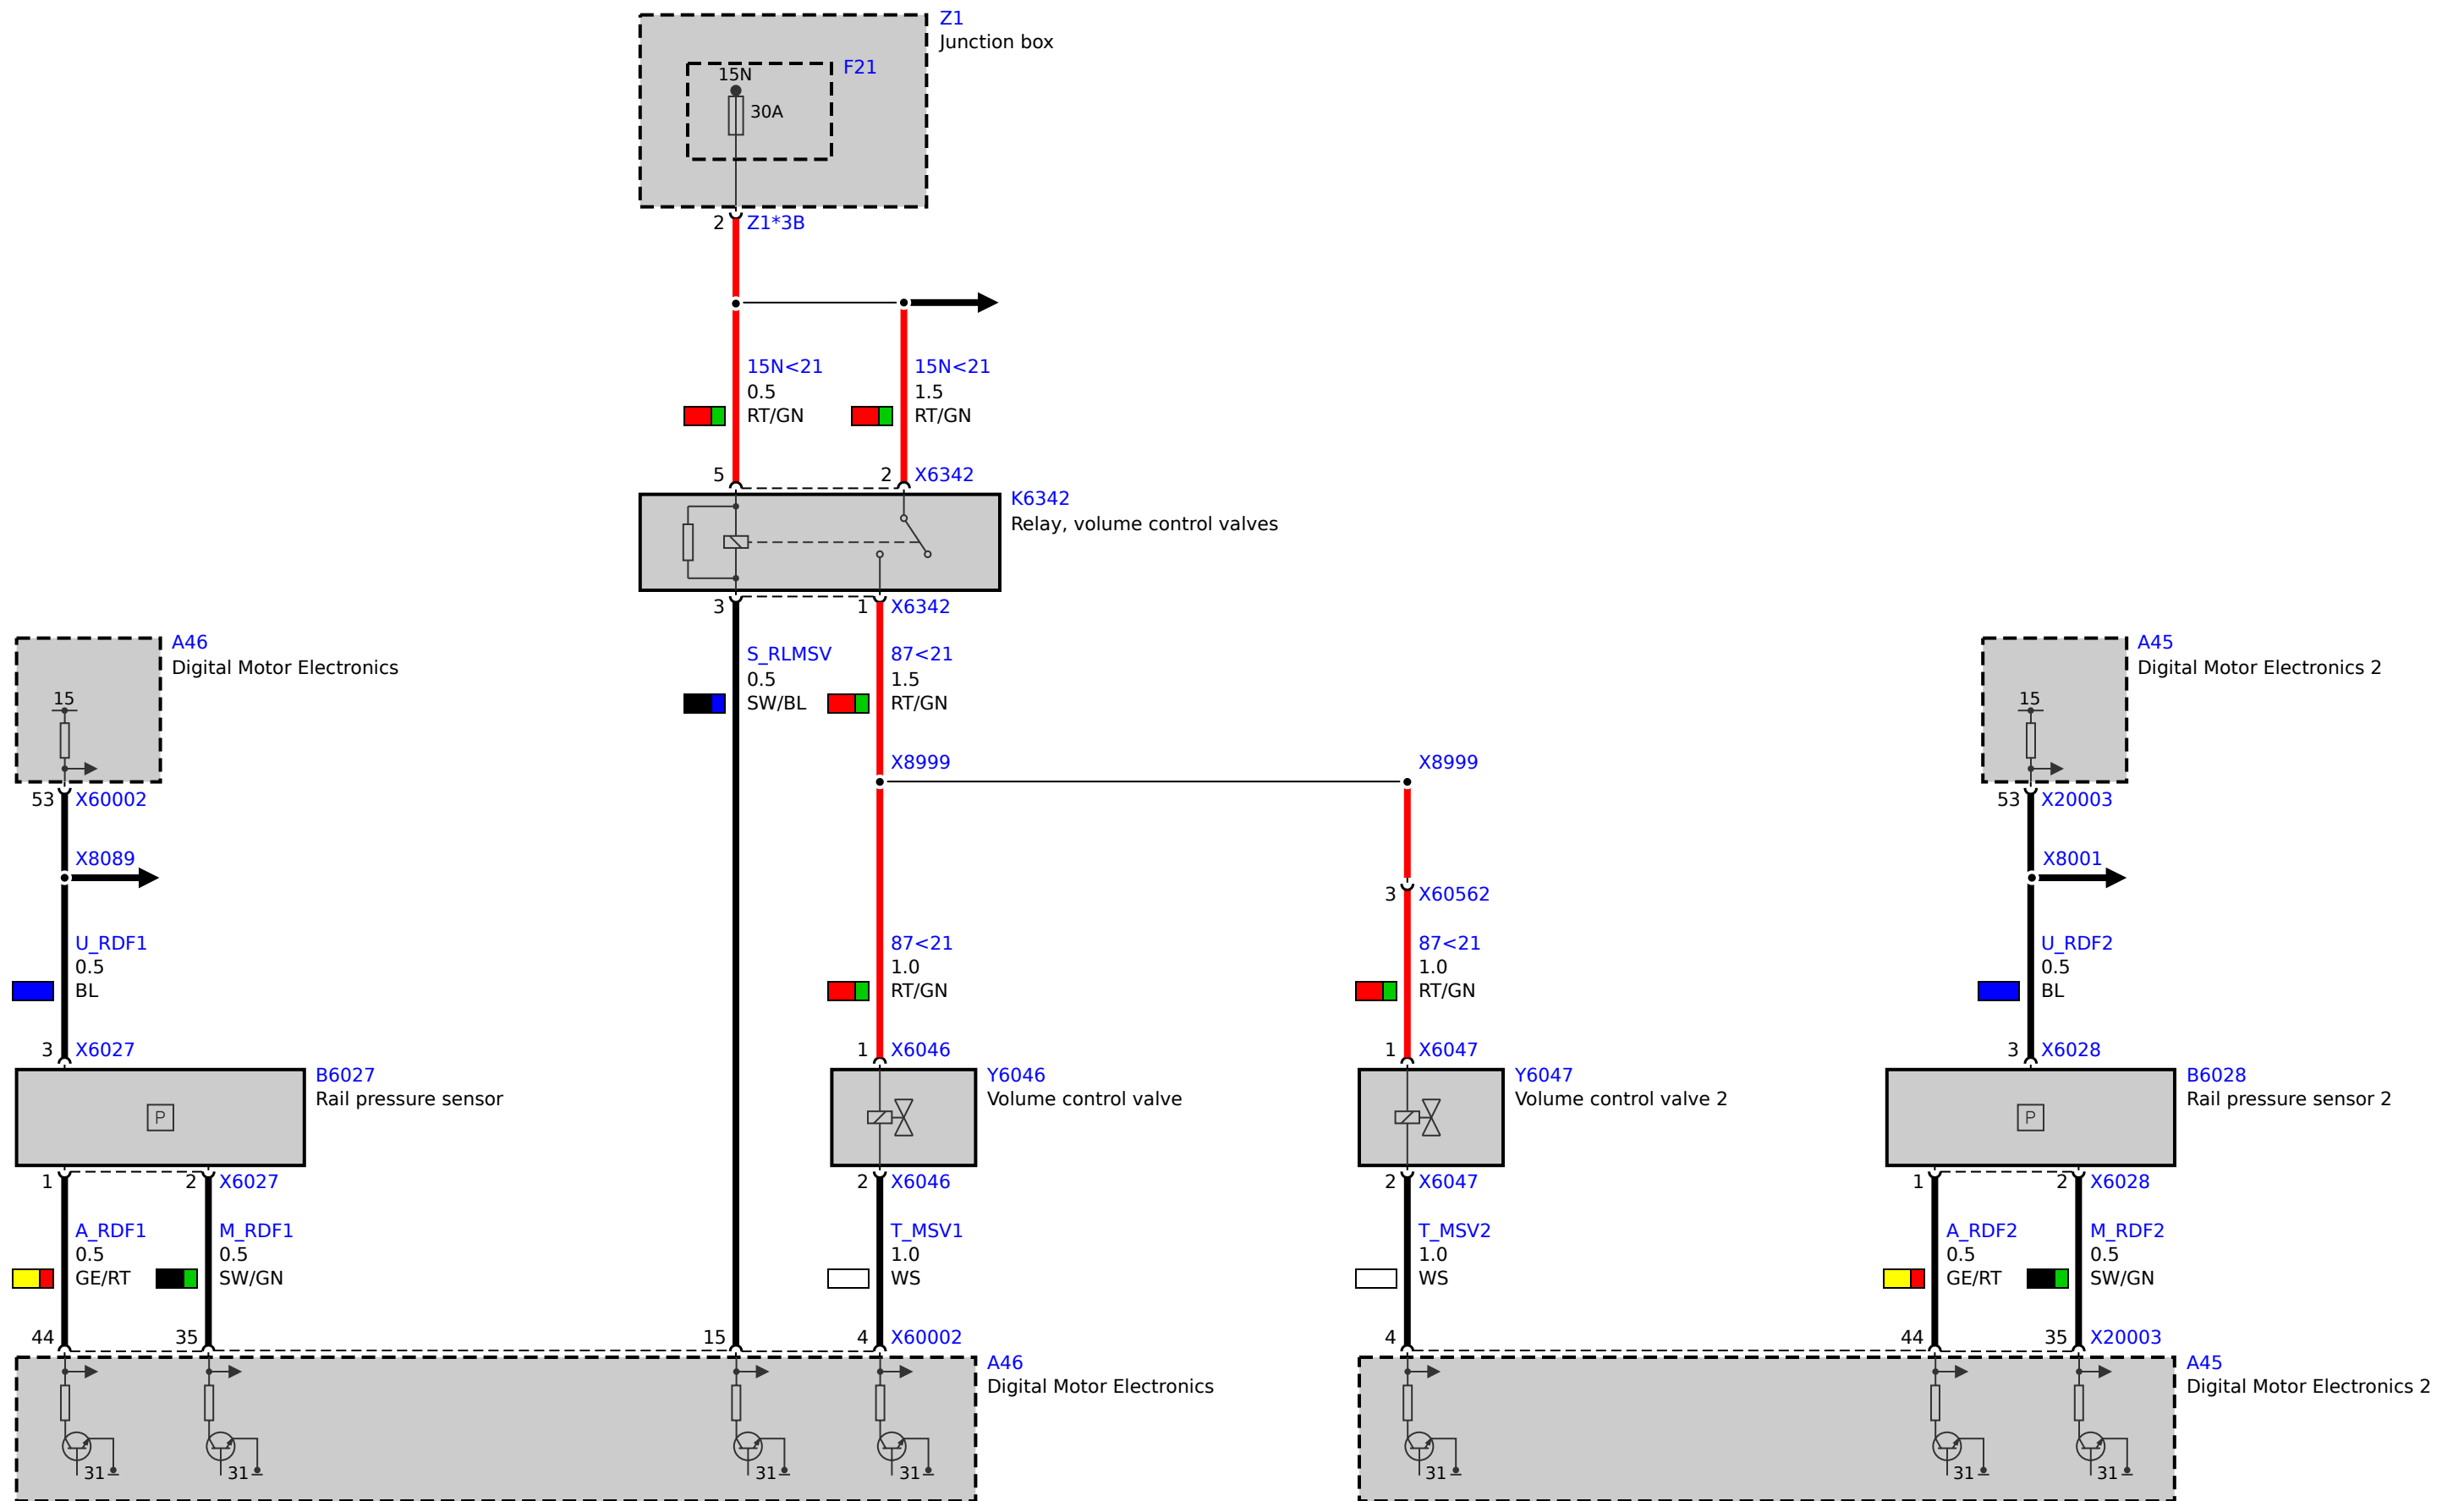 Z1
Junction box
15N
F21
30A
2
Z1*3B
15N<21
0.5
RT/GN
15N<21
1.5
RT/GN
5
2
X6342
K6342
Relay, volume control valves
3
1
X6342
A46
Digital Motor Electronics
15
S_RLMSV
0.5
SW/BL
87<21
1.5
RT/GN
A45
Digital Motor Electronics 2
15
X8999
X8999
53
X60002
53
X20003
X8089
X8001
3
X60562
U_RDF1
0.5
BL
87<21
1.0
RT/GN
87<21
1.0
RT/GN
U_RDF2
0.5
BL
3
X6027
1
X6046
1
X6047
3
X6028
B6027
Rail pressure sensor
P
Y6046
Volume control valve
Y6047
Volume control valve 2
B6028
Rail pressure sensor 2
P
1
2
X6027
2
X6046
2
X6047
1
2
X6028
A_RDF1
0.5
GE/RT
M_RDF1
0.5
SW/GN
T_MSV1
1.0
WS
T_MSV2
1.0
WS
A_RDF2
0.5
GE/RT
M_RDF2
0.5
SW/GN
44
35
15
4
X60002
4
44
35
X20003
A46
Digital Motor Electronics
A45
Digital Motor Electronics 2
31
31
31
31
31
31
31